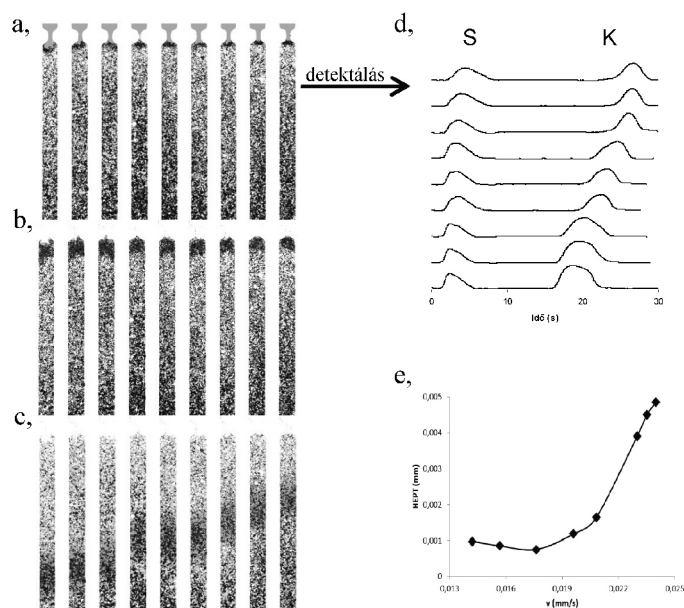 a,
detektálás
b,
c,
d,
S K
0 10 20 30
Idő (s)
e,
0,005
0,004
0,003
0,002
0,001
0
HEPT (mm)
0,013 0,016 0,019 0,022 0,025
v (mm/s)